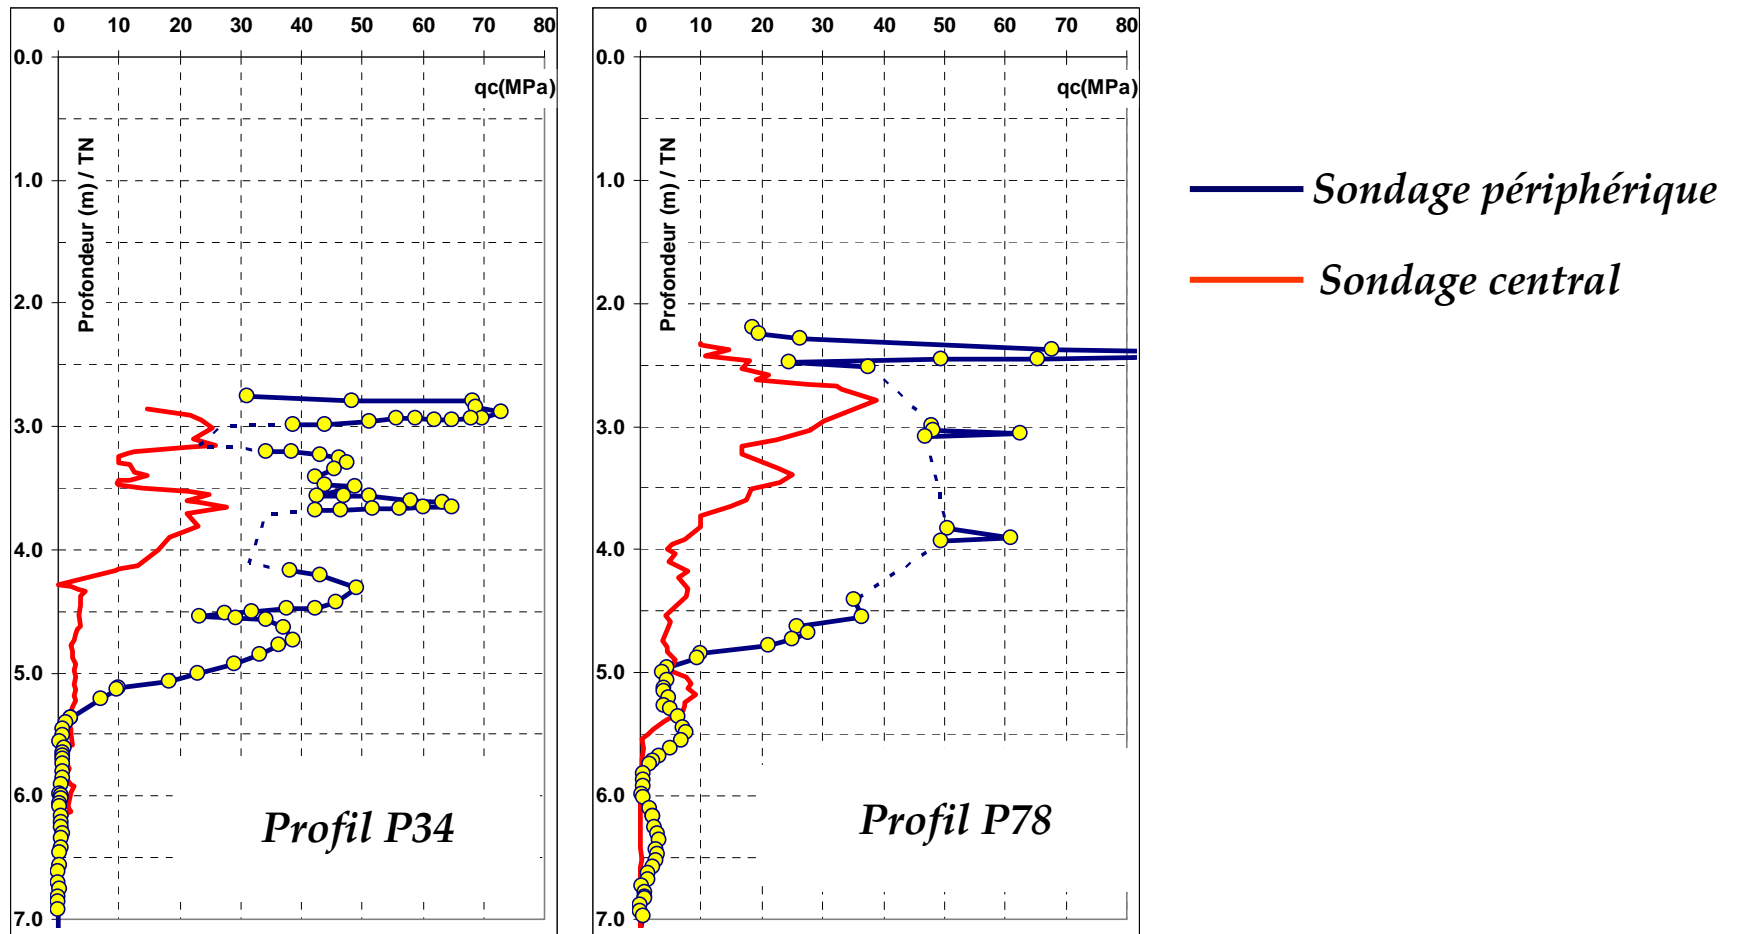 0 10 20 30 40 50 60 70 80
0.0
qc(MPa)
1.0
2.0
3.0
4.0
5.0
6.0
7.0
Profondeur (m) / TN
Profil P34
0 10 20 30 40 50 60 70 80
0.0
qc(MPa)
1.0
2.0
3.0
4.0
5.0
6.0
7.0
Profondeur (m) / TN
Profil P78
Sondage périphérique
Sondage central